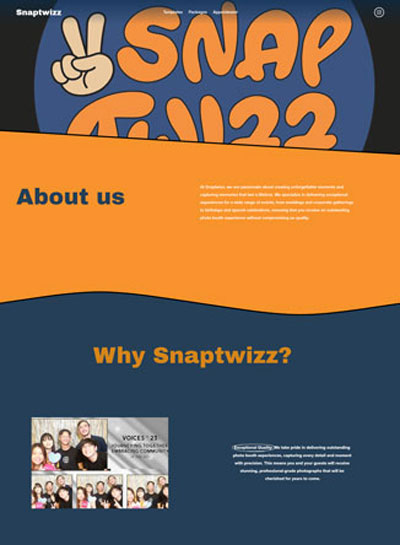 Snaptwizz
Templates Packages Appointment
SNAP
TWIZZ
About us
At Snaptwizz, we are passionate about creating unforgettable moments and
capturing memories that last a lifetime. We specialize in delivering exceptional
experiences for a wide range of events, from weddings and corporate gatherings
to birthdays and special celebrations, ensuring that you receive an outstanding
photo booth experience without compromising on quality.
Why Snaptwizz?
VOICES '23
JOURNEYING TOGETHER
EMBRACING COMMUNITY
Exceptional Quality: We take pride in delivering outstanding
photo booth experiences, capturing every detail and moment
with precision. This means you and your guests will receive
stunning, professional-grade photographs that will be
cherished for years to come.